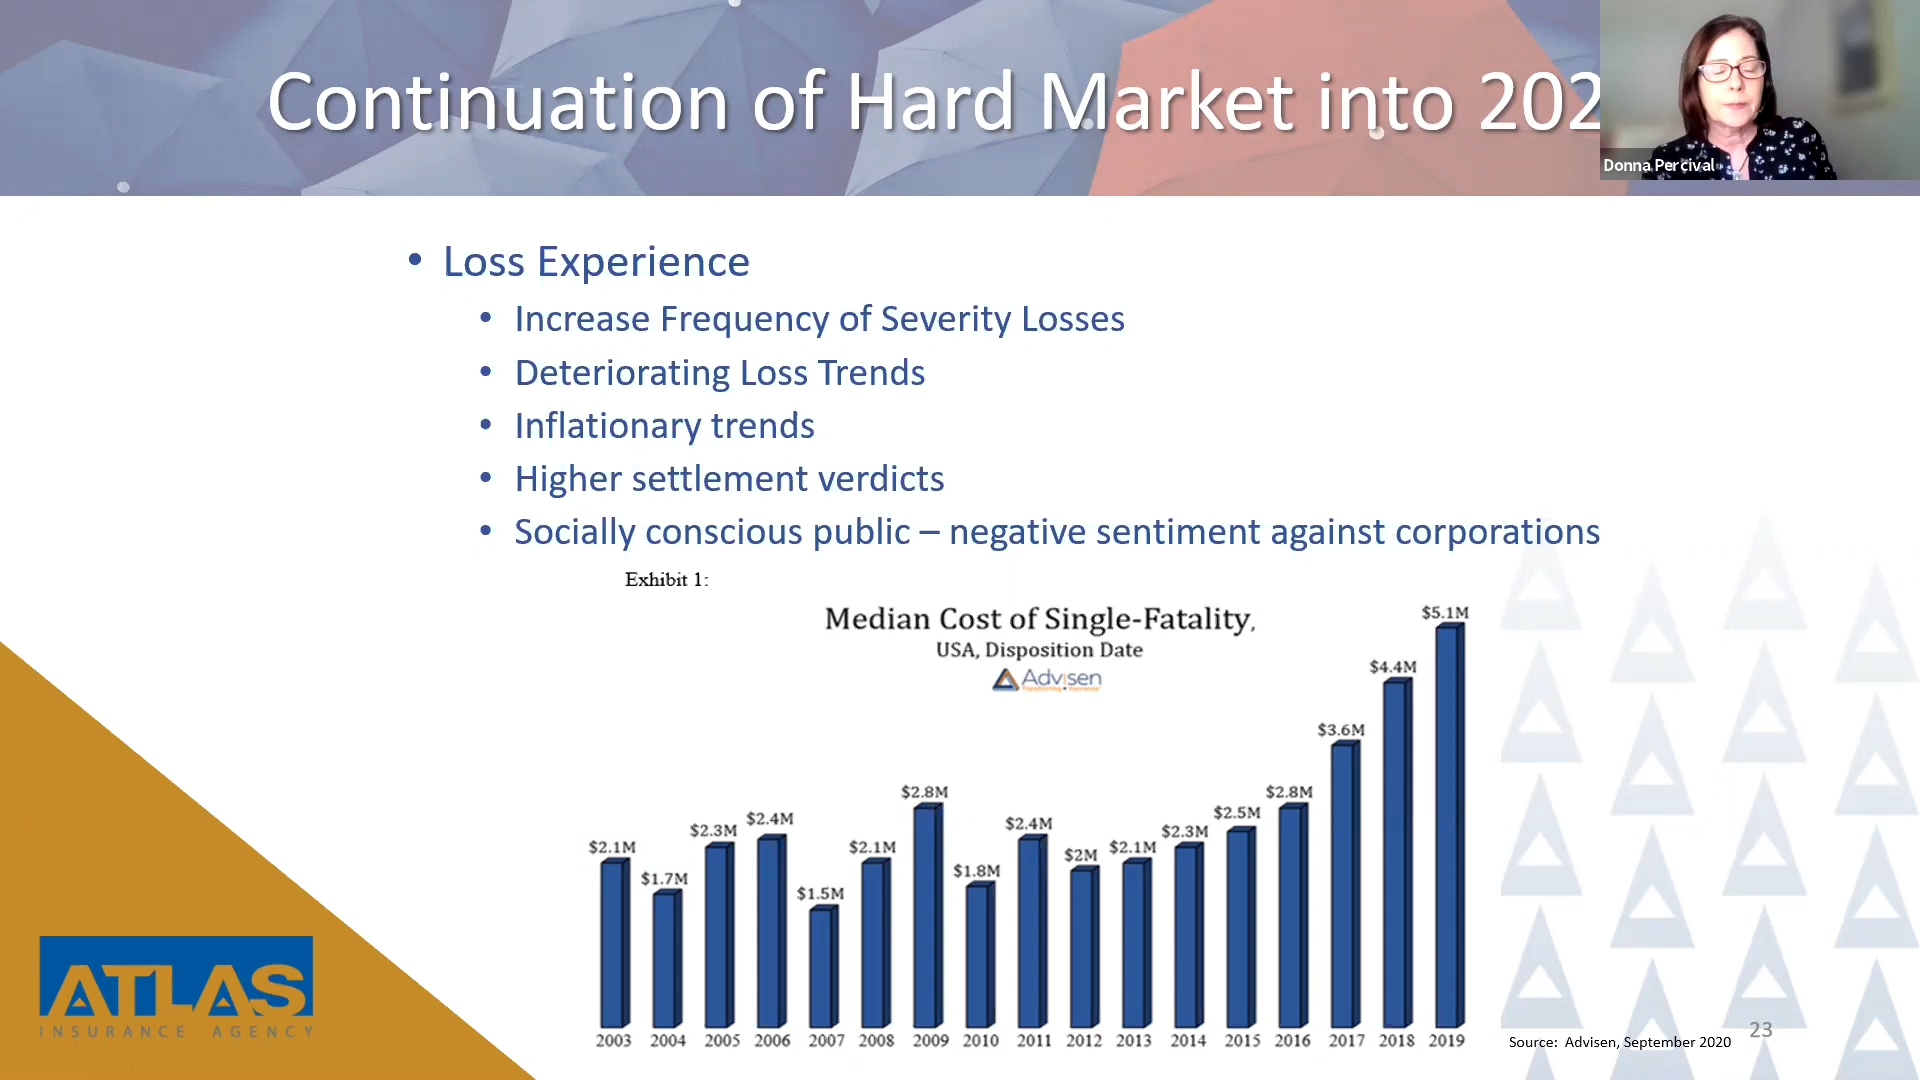 Continuation of Hard Market into 202
Donna Percival
• Loss Experience
• Increase Frequency of Severity Losses
• Deteriorating Loss Trends
• Inflationary trends
• Higher settlement verdicts
• Socially conscious public – negative sentiment against corporations
Exhibit 1:
Median Cost of Single-Fatality,
USA, Disposition Date
Advisen
$2.1M $1.7M $2.3M $2.4M $1.5M $2.1M $2.8M $1.8M $2.4M $2M $2.1M $2.3M $2.5M $2.8M $3.6M $4.4M $5.1M
2003 2004 2005 2006 2007 2008 2009 2010 2011 2012 2013 2014 2015 2016 2017 2018 2019
ATLAS
INSURANCE AGENCY
Source: Advisen, September 2020
23